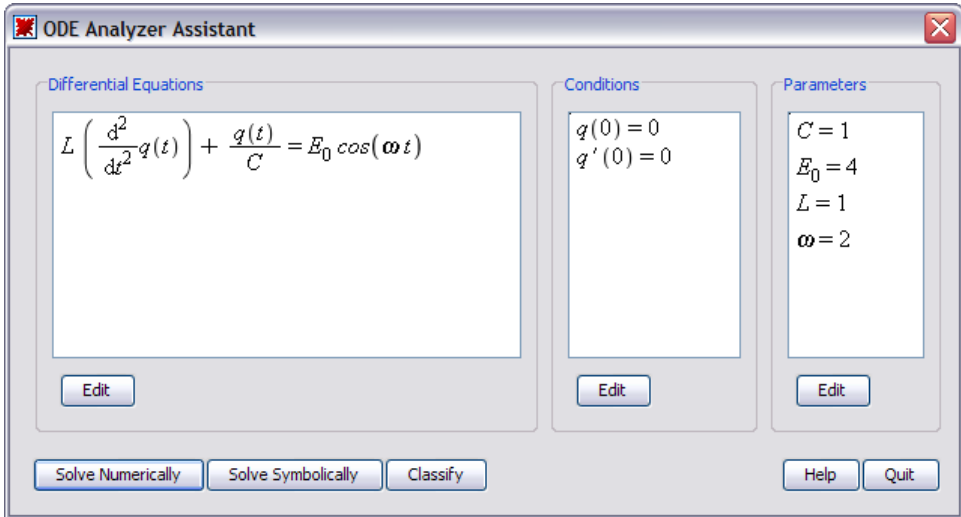 ODE Analyzer Assistant
Differential Equations
L ( d²/dt² q(t) ) + q(t)/C = E₀ cos(ω t)
Edit
Conditions
q(0) = 0
q ′ (0) = 0
Edit
Parameters
C = 1
E₀ = 4
L = 1
ω = 2
Edit
Solve Numerically Solve Symbolically Classify Help Quit